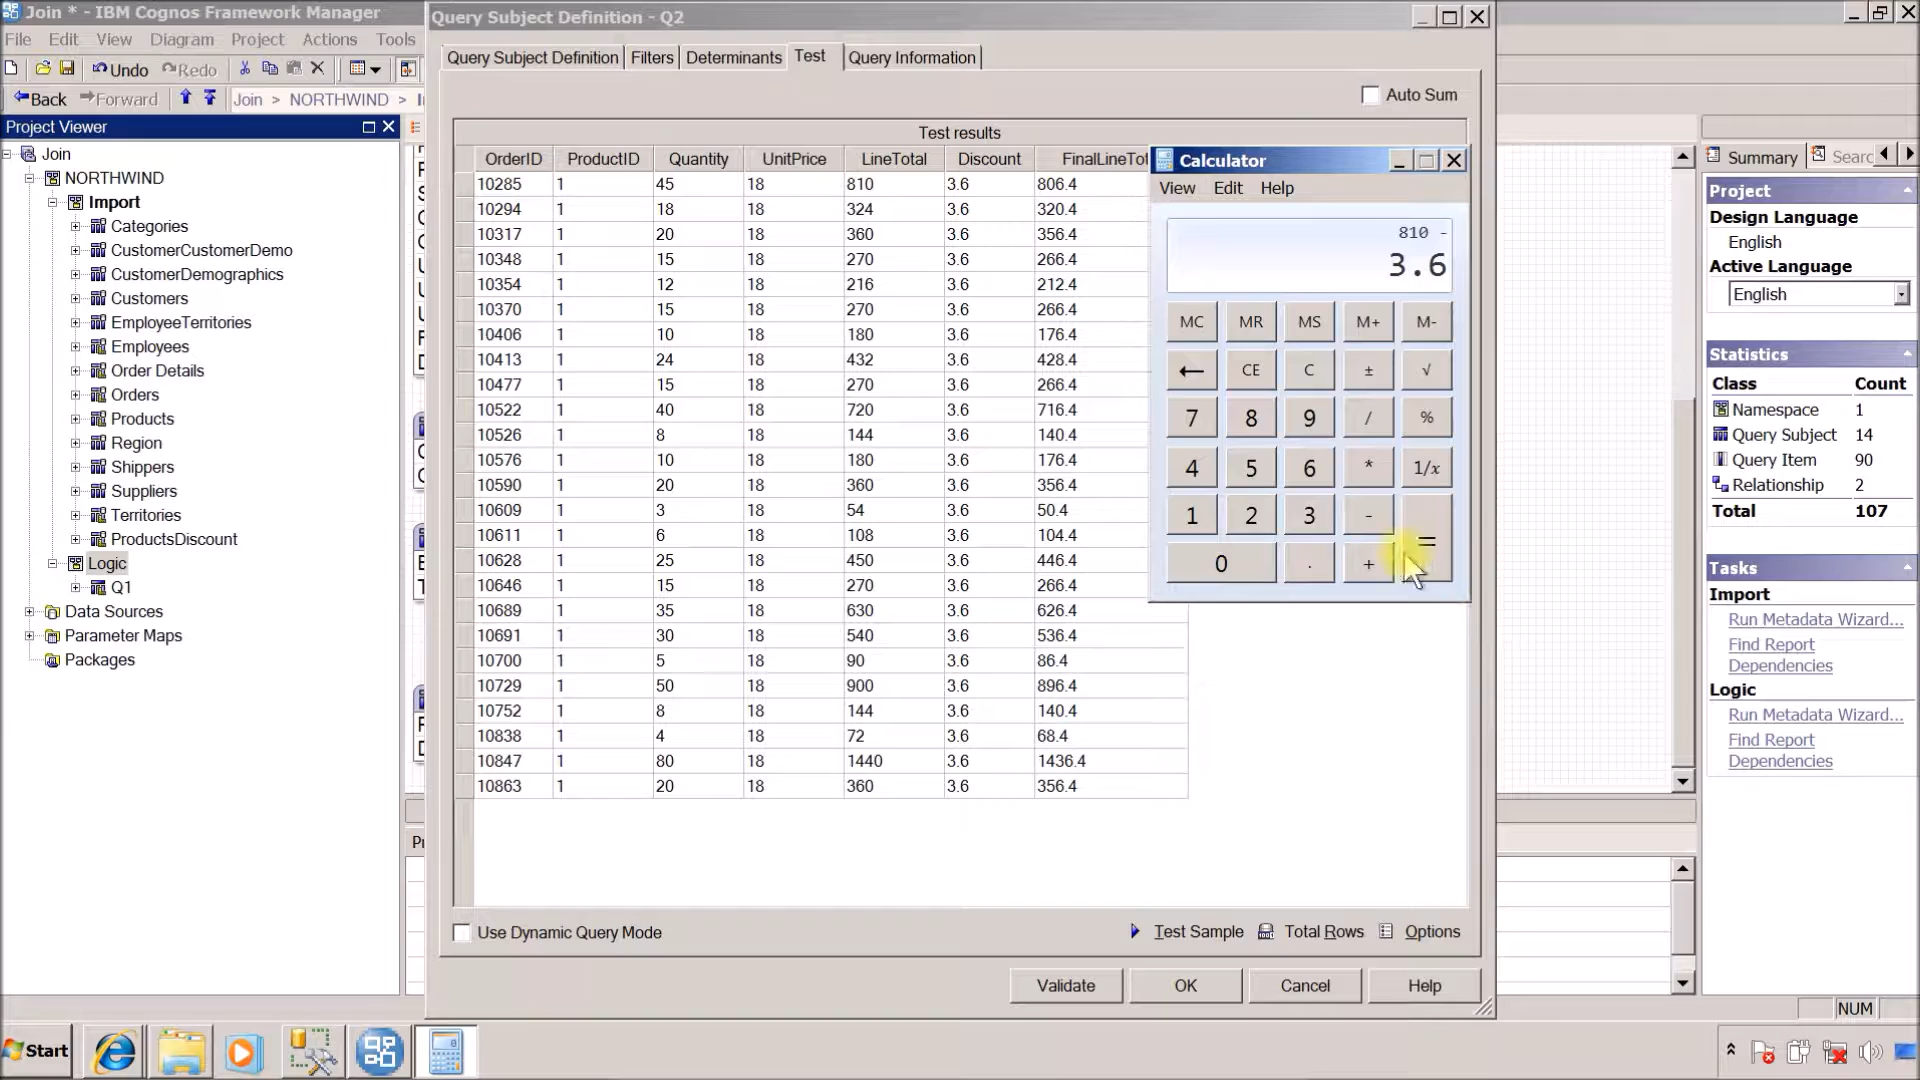 Join * - IBM Cognos Framework Manager
File Edit View Diagram Project Actions Tools
Undo Redo
Back Forward Join > NORTHWIND >
Project Viewer
Join
NORTHWIND
Import
Categories
CustomerCustomerDemo
CustomerDemographics
Customers
EmployeeTerritories
Employees
Order Details
Orders
Products
Region
Shippers
Suppliers
Territories
ProductsDiscount
Logic
Q1
Data Sources
Parameter Maps
Packages
Query Subject Definition - Q2
Query Subject Definition Filters Determinants Test Query Information
Auto Sum
Test results
OrderID ProductID Quantity UnitPrice LineTotal Discount FinalLineTot
10285 1 45 18 810 3.6 806.4
10294 1 18 18 324 3.6 320.4
10317 1 20 18 360 3.6 356.4
10348 1 15 18 270 3.6 266.4
10354 1 12 18 216 3.6 212.4
10370 1 15 18 270 3.6 266.4
10406 1 10 18 180 3.6 176.4
10413 1 24 18 432 3.6 428.4
10477 1 15 18 270 3.6 266.4
10522 1 40 18 720 3.6 716.4
10526 1 8 18 144 3.6 140.4
10576 1 10 18 180 3.6 176.4
10590 1 20 18 360 3.6 356.4
10609 1 3 18 54 3.6 50.4
10611 1 6 18 108 3.6 104.4
10628 1 25 18 450 3.6 446.4
10646 1 15 18 270 3.6 266.4
10689 1 35 18 630 3.6 626.4
10691 1 30 18 540 3.6 536.4
10700 1 5 18 90 3.6 86.4
10729 1 50 18 900 3.6 896.4
10752 1 8 18 144 3.6 140.4
10838 1 4 18 72 3.6 68.4
10847 1 80 18 1440 3.6 1436.4
10863 1 20 18 360 3.6 356.4
Use Dynamic Query Mode
Test Sample Total Rows Options
Validate OK Cancel Help
Calculator
View Edit Help
810 -
3.6
MC MR MS M+ M-
← CE C ± √
7 8 9 / %
4 5 6 * 1/x
1 2 3 - =
0 . +
Summary Searc
Project
Design Language
English
Active Language
English
Statistics
Class Count
Namespace 1
Query Subject 14
Query Item 90
Relationship 2
Total 107
Tasks
Import
Run Metadata Wizard...
Find Report
Dependencies
Logic
Run Metadata Wizard...
Find Report
Dependencies
NUM
Start